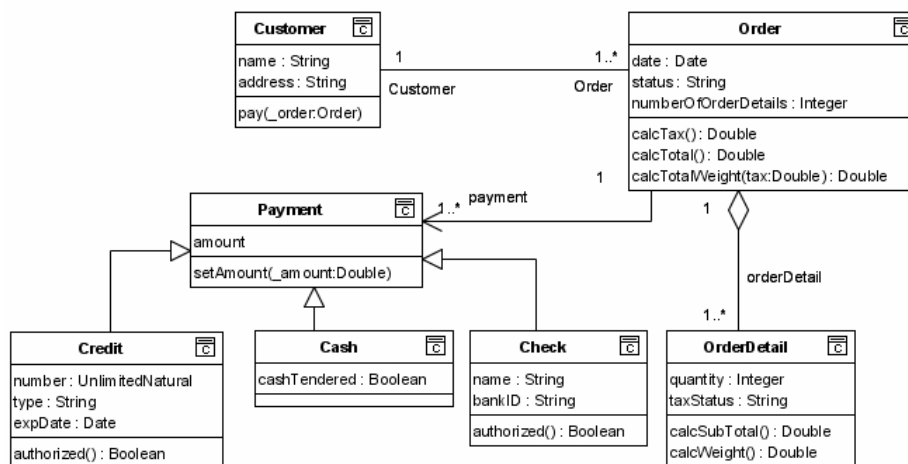 Customer
C
name : String
address : String
pay(_order:Order)
1
Customer
1..*
Order
Order
C
date : Date
status : String
numberOfOrderDetails : Integer
calcTax() : Double
calcTotal() : Double
calcTotalWeight(tax:Double) : Double
1
1..*
payment
1
orderDetail
1..*
Payment
C
amount
setAmount(_amount:Double)
Credit
C
number : UnlimitedNatural
type : String
expDate : Date
authorized() : Boolean
Cash
C
cashTendered : Boolean
Check
C
name : String
bankID : String
authorized() : Boolean
OrderDetail
C
quantity : Integer
taxStatus : String
calcSubTotal() : Double
calcWeight() : Double